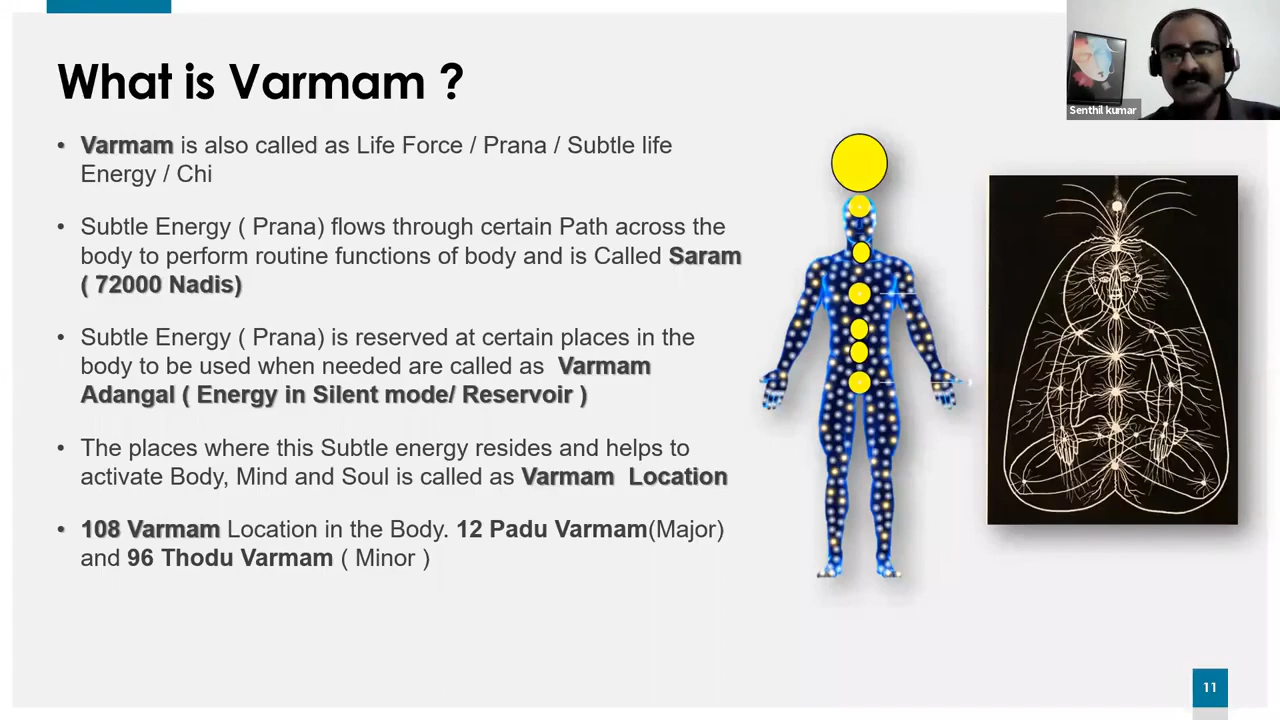 What is Varmam ?
• Varmam is also called as Life Force / Prana / Subtle life
Energy / Chi
• Subtle Energy ( Prana) flows through certain Path across the
body to perform routine functions of body and is Called Saram
( 72000 Nadis)
• Subtle Energy ( Prana) is reserved at certain places in the
body to be used when needed are called as Varmam
Adangal ( Energy in Silent mode/ Reservoir )
• The places where this Subtle energy resides and helps to
activate Body, Mind and Soul is called as Varmam Location
• 108 Varmam Location in the Body. 12 Padu Varmam(Major)
and 96 Thodu Varmam ( Minor )
Senthil kumar
11